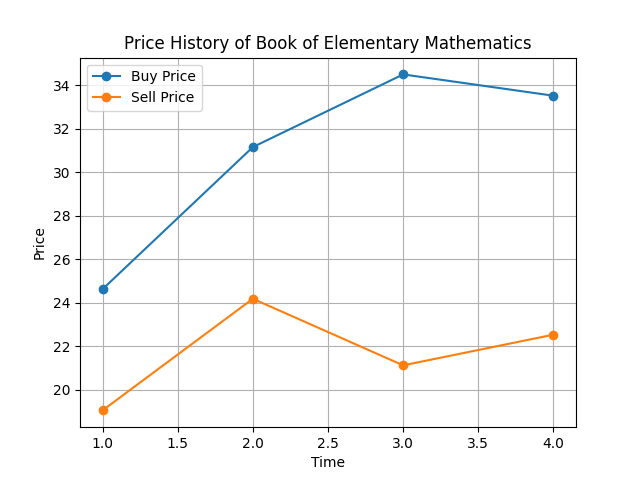 Price History of Book of Elementary Mathematics
Buy Price
Sell Price
Price
34
32
30
28
26
24
22
20
1.0 1.5 2.0 2.5 3.0 3.5 4.0
Time